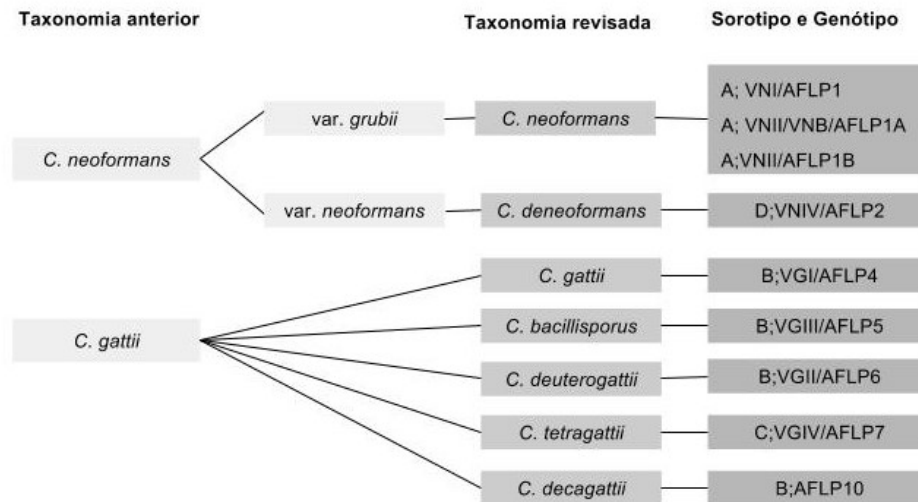 Taxonomia anterior Taxonomia revisada Sorotipo e Genótipo
C. neoformans
var. grubii C. neoformans
A; VNI/AFLP1
A; VNII/VNB/AFLP1A
A;VNII/AFLP1B
var. neoformans C. deneoformans D;VNIV/AFLP2
C. gattii
C. gattii B;VGI/AFLP4
C. bacillisporus B;VGIII/AFLP5
C. deuterogattii B;VGII/AFLP6
C. tetragattii C;VGIV/AFLP7
C. decagattii B;AFLP10